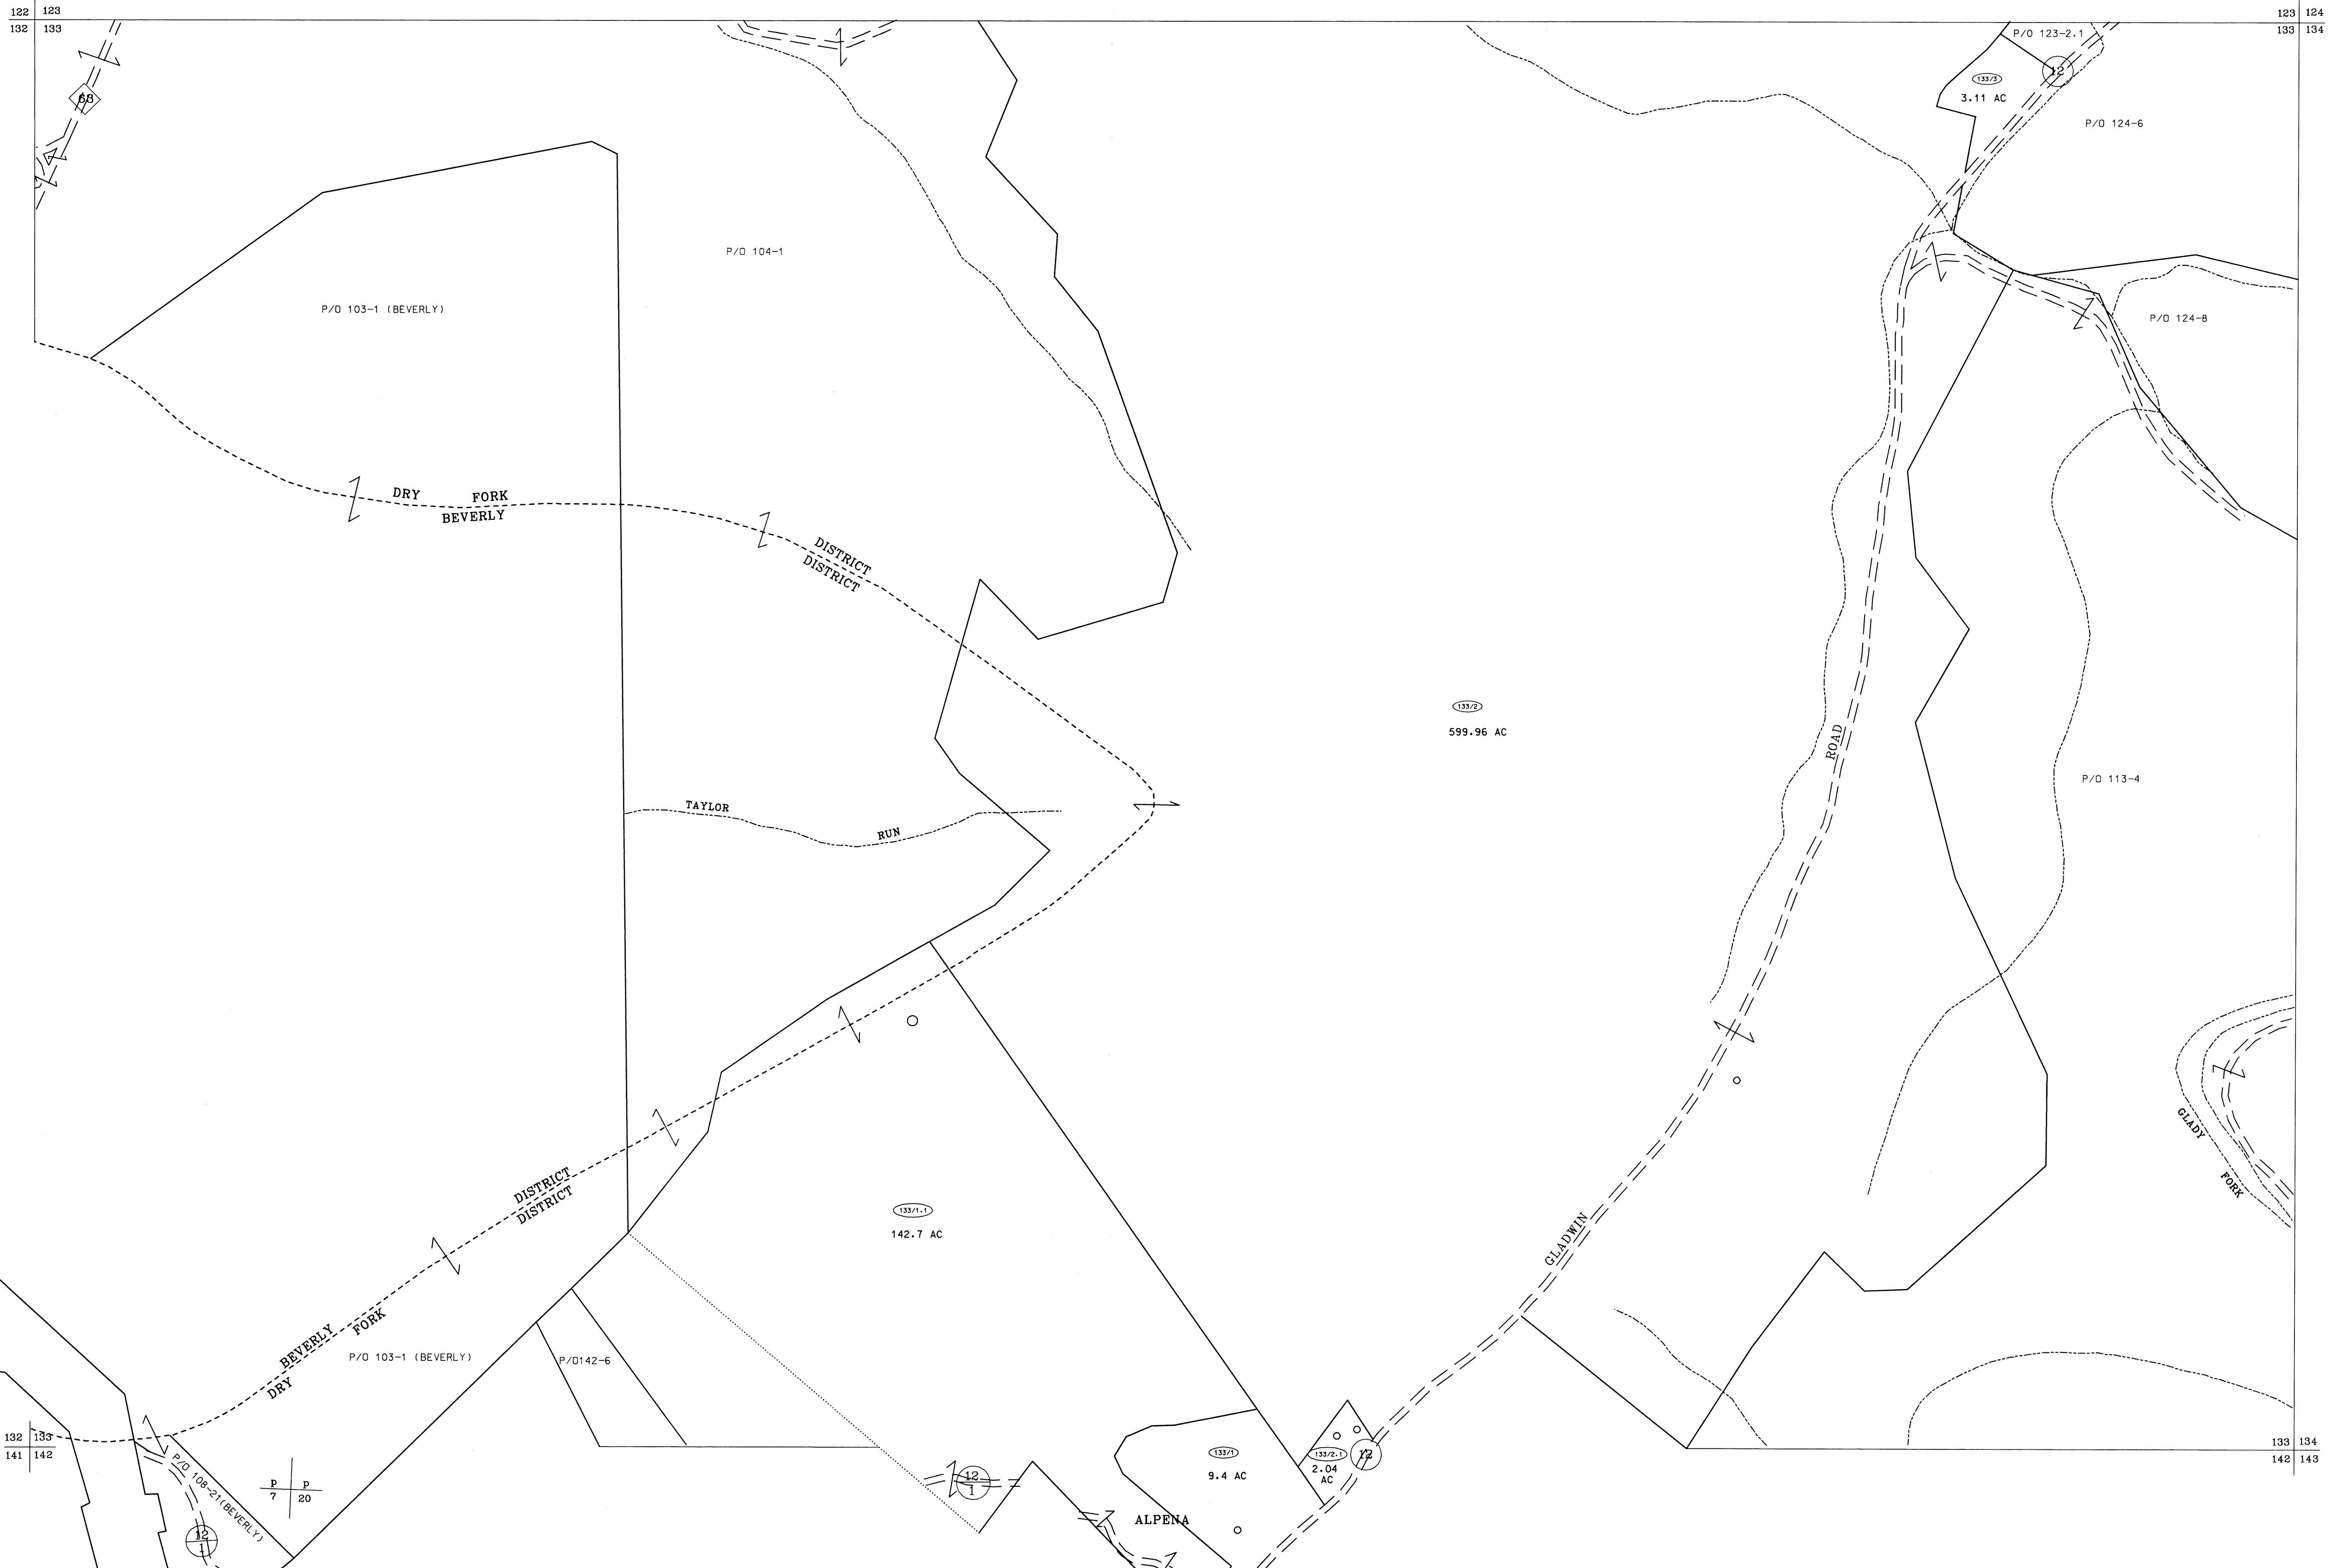 122 123
132 133
123 124
133 134
P/O 123-2.1
133/3
3.11 AC
12
P/O 124-6
63
P/O 104-1
P/O 103-1 (BEVERLY)
P/O 124-8
DRY FORK DISTRICT
BEVERLY DISTRICT
133/2
599.96 AC
GLADWIN ROAD
P/O 113-4
TAYLOR RUN
GLADY FORK
133/1.1
142.7 AC
BEVERLY DISTRICT
DRY FORK DISTRICT
P/O 103-1 (BEVERLY)
P/O142-6
132 133
141 142
P/O 108-21(BEVERLY)
P P
7 20
12
1
12
1
ALPENA
133/1
9.4 AC
133/2.1
2.04
AC
12
133 134
142 143